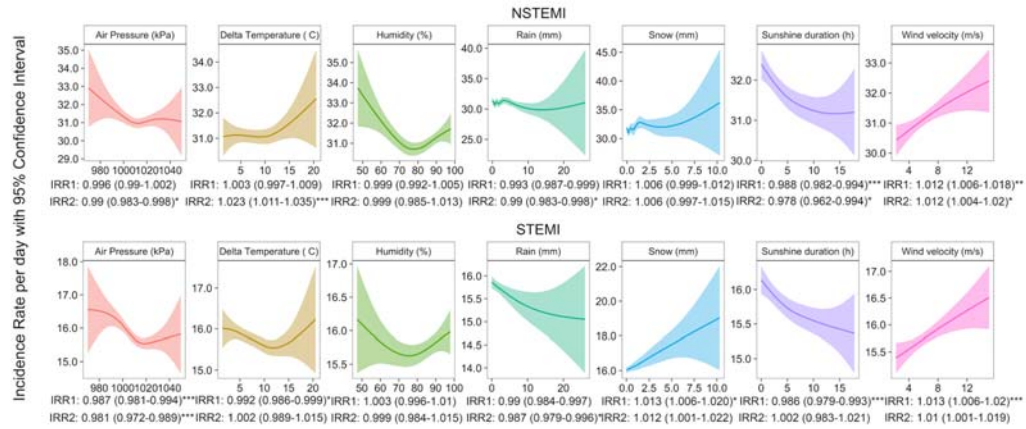 NSTEMI
Air Pressure (kPa) Delta Temperature ( C) Humidity (%) Rain (mm) Snow (mm) Sunshine duration (h) Wind velocity (m/s)
35.0 34.0 33.0 32.0 31.0 30.0 29.0
33.0 32.0 31.0
35.0 34.0 33.0 32.0 31.0
40.0 35.0 30.0 25.0
45.0 40.0 35.0 30.0
32.0 31.0 30.0
33.0 32.0 31.0 30.0
980 1000 1020 1040 5 10 15 20 50 60 70 80 90 100 0 10 20 0.0 2.5 5.0 7.5 10.0 0 5 10 15 4 8 12
IRR1: 0.996 (0.99-1.002) IRR1: 1.003 (0.997-1.009) IRR1: 0.999 (0.992-1.005) IRR1: 0.993 (0.987-0.999) IRR1: 1.006 (0.999-1.012) IRR1: 0.988 (0.982-0.994)*** IRR1: 1.012 (1.006-1.018)**
IRR2: 0.99 (0.983-0.998)* IRR2: 1.023 (1.011-1.035)*** IRR2: 0.999 (0.985-1.013) IRR2: 0.99 (0.983-0.998)* IRR2: 1.006 (0.997-1.015) IRR2: 0.978 (0.962-0.994)* IRR2: 1.012 (1.004-1.02)*
Incidence Rate per day with 95% Confidence Interval
STEMI
Air Pressure (kPa) Delta Temperature ( C) Humidity (%) Rain (mm) Snow (mm) Sunshine duration (h) Wind velocity (m/s)
18.0 17.0 16.0 15.0
17.0 16.0 15.0
17.0 16.5 16.0 15.5
16.0 15.5 15.0 14.5 14.0
22.0 20.0 18.0 16.0
16.0 15.5 15.0
17.0 16.5 16.0 15.5
980 1000 1020 1040 5 10 15 20 50 60 70 80 90 100 0 10 20 0.0 2.5 5.0 7.5 10.0 0 5 10 15 4 8 12
IRR1: 0.987 (0.981-0.994)*** IRR1: 0.992 (0.986-0.999)* IRR1: 1.003 (0.996-1.01) IRR1: 0.99 (0.984-0.997) IRR1: 1.013 (1.006-1.020)* IRR1: 0.986 (0.979-0.993)*** IRR1: 1.013 (1.006-1.02)***
IRR2: 0.981 (0.972-0.989)*** IRR2: 1.002 (0.989-1.015) IRR2: 0.999 (0.984-1.015) IRR2: 0.987 (0.979-0.996)* IRR2: 1.012 (1.001-1.022) IRR2: 1.002 (0.983-1.021) IRR2: 1.01 (1.001-1.019)